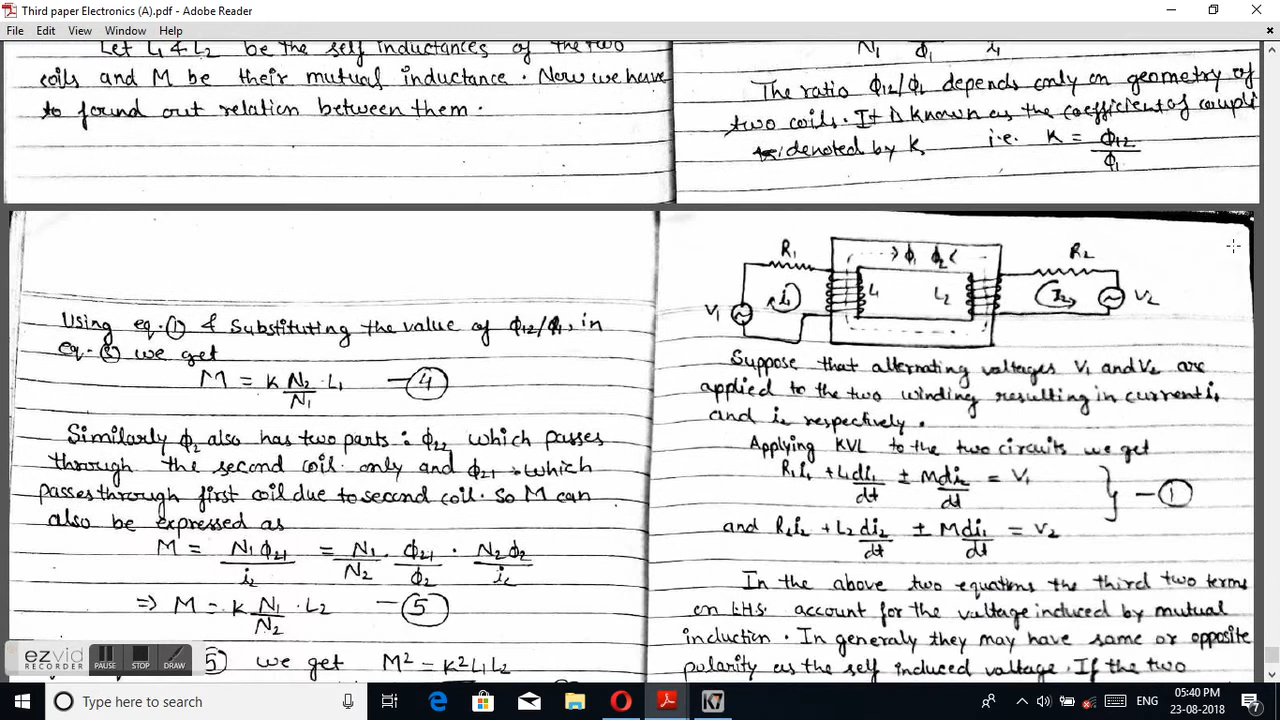 Third paper Electronics (A).pdf - Adobe Reader
File Edit View Window Help
Let L1 & L2 be the self inductances of the two
coils and M be their mutual inductance. Now we have
to found out relation between them.
N1 Φ1 i1
The ratio Φ12/Φ1 depends only on geometry of
two coils. It is known as the coefficient of coupli
denoted by K, i.e. K = Φ12/Φ1
Using eq.① & substituting the value of Φ12/Φ1, in
eq.③ we get
M = K N2/N1 · L1 — ④
Similarly Φ2 also has two parts: Φ22 which passes
through the second coil only and Φ21 which
passes through first coil due to second coil. So M can
also be expressed as
M = N1Φ21/i2 = N1/N2 · Φ21/Φ2 · N2Φ2/i2
⇒ M = K N1/N2 · L2 — ⑤
5) we get M² = K²L1L2
R1 → Φ1 Φ2 < R2
V1 i1 L1 L2 I2 V2
Suppose that alternating voltages V1 and V2 are
applied to the two winding resulting in current i1
and i2 respectively.
Applying KVL to the two circuits we get
R1i1 + L1 di1/dt ± M di2/dt = V1
} — ①
and R2i2 + L2 di2/dt ± M di1/dt = V2
In the above two equations the third two terms
on LHS account for the voltage induced by mutual
induction. In generaly they may have same or opposite
polarity as the self induced voltage. If the two
ezvid
RECORDER
PAUSE STOP DRAW
Type here to search
ENG
05:40 PM
23-08-2018
7